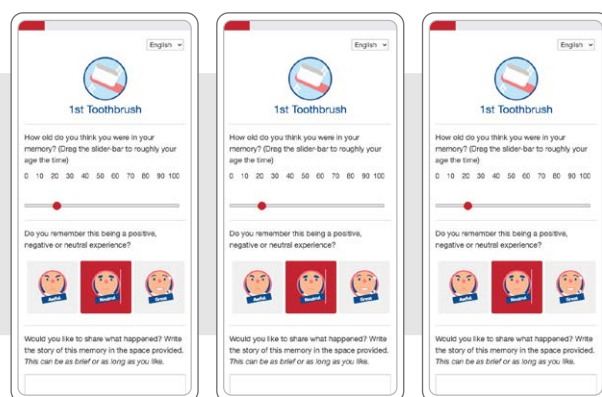 English
1st Toothbrush
How old do you think you were in your
memory? (Drag the slider-bar to roughly your
age the time)
0 10 20 30 40 50 60 70 80 90 100
Do you remember this being a positive,
negative or neutral experience?
Awful Neutral Great
Would you like to share what happened? Write
the story of this memory in the space provided.
This can be as brief or as long as you like.
English
1st Toothbrush
How old do you think you were in your
memory? (Drag the slider-bar to roughly your
age the time)
0 10 20 30 40 50 60 70 80 90 100
Do you remember this being a positive,
negative or neutral experience?
Awful Neutral Great
Would you like to share what happened? Write
the story of this memory in the space provided.
This can be as brief or as long as you like.
English
1st Toothbrush
How old do you think you were in your
memory? (Drag the slider-bar to roughly your
age the time)
0 10 20 30 40 50 60 70 80 90 100
Do you remember this being a positive,
negative or neutral experience?
Awful Neutral Great
Would you like to share what happened? Write
the story of this memory in the space provided.
This can be as brief or as long as you like.